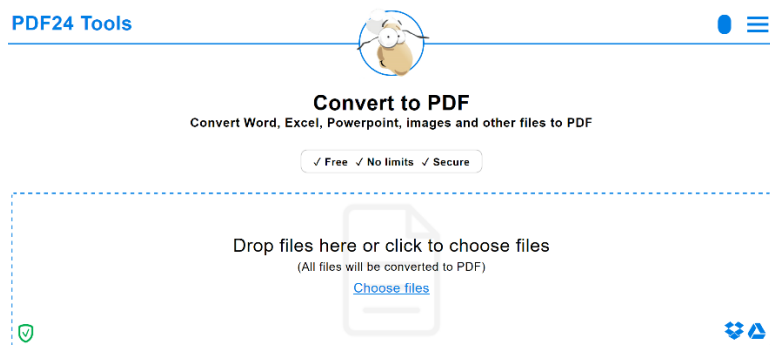 PDF24 Tools
Convert to PDF
Convert Word, Excel, Powerpoint, images and other files to PDF
✓ Free ✓ No limits ✓ Secure
Drop files here or click to choose files
(All files will be converted to PDF)
Choose files